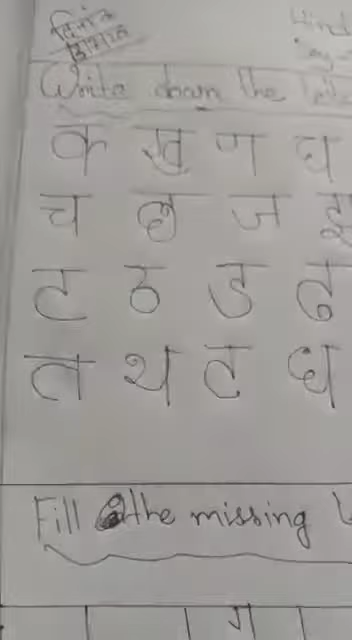 दिनांक
Write down the
क ख ग घ
च छ ज झ
ट ठ ड ढ
त थ द ध
Fill the missing
ग